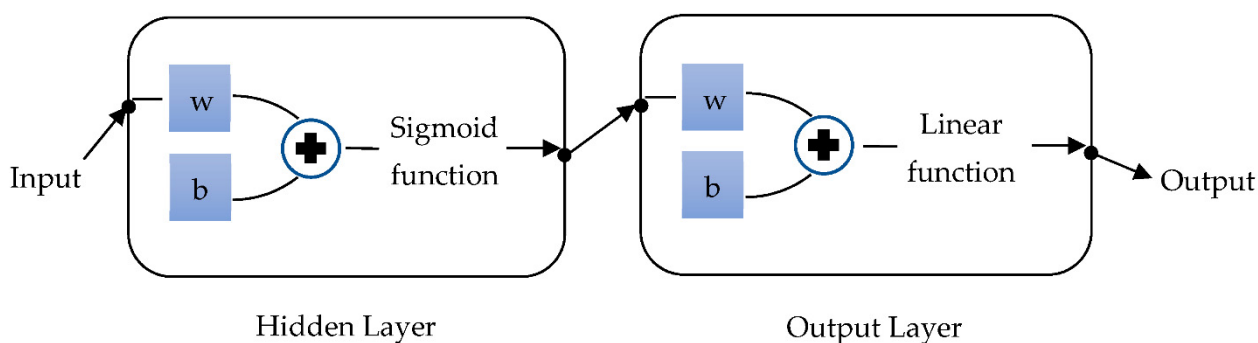 Input
w
b
Sigmoid
function
w
b
Linear
function
Output
Hidden Layer
Output Layer